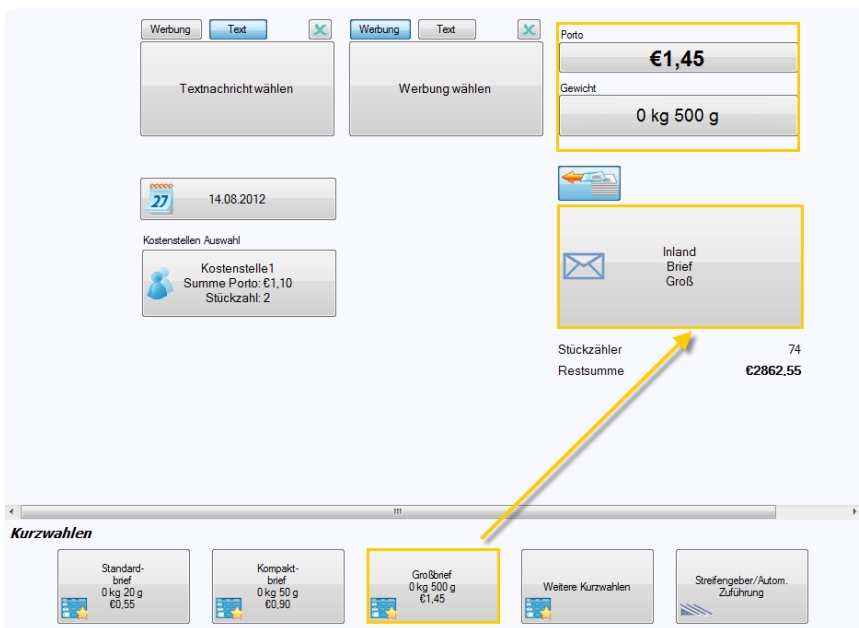 Werbung Text Werbung Text
Porto
€1,45
Textnachricht wählen
Werbung wählen
Gewicht
0 kg 500 g
27
14.08.2012
Kostenstellen Auswahl
Kostenstelle1
Summe Porto: €1,10
Stückzahl: 2
Inland
Brief
Groß
Stückzähler 74
Restsumme €2862,55
Kurzwahlen
Standard-
brief
0 kg 20 g
€0,55
Kompakt-
brief
0 kg 50 g
€0,90
Großbrief
0 kg 500 g
€1,45
Weitere Kurzwahlen
Streifengeber/Autom.
Zuführung